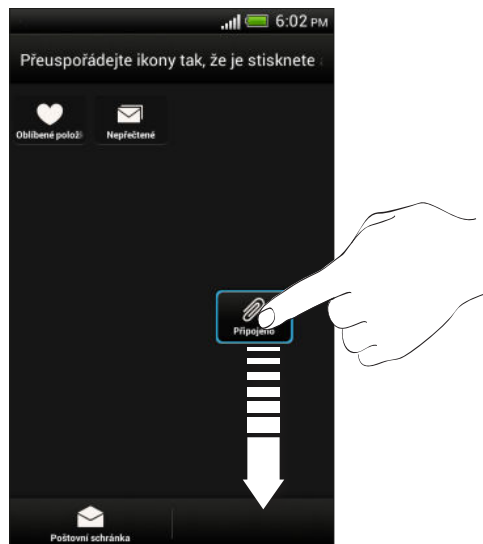 6:02 PM
Přeuspořádejte ikony tak, že je stisknete
Oblíbené polož
Nepřečtené
Připojeno
Poštovní schránka